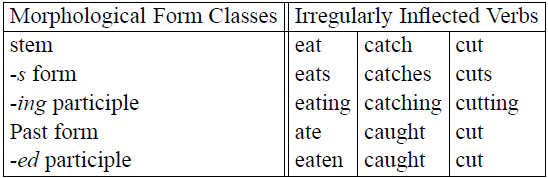 Morphological Form Classes Irregularly Inflected Verbs
stem eat catch cut
-s form eats catches cuts
-ing participle eating catching cutting
Past form ate caught cut
-ed participle eaten caught cut